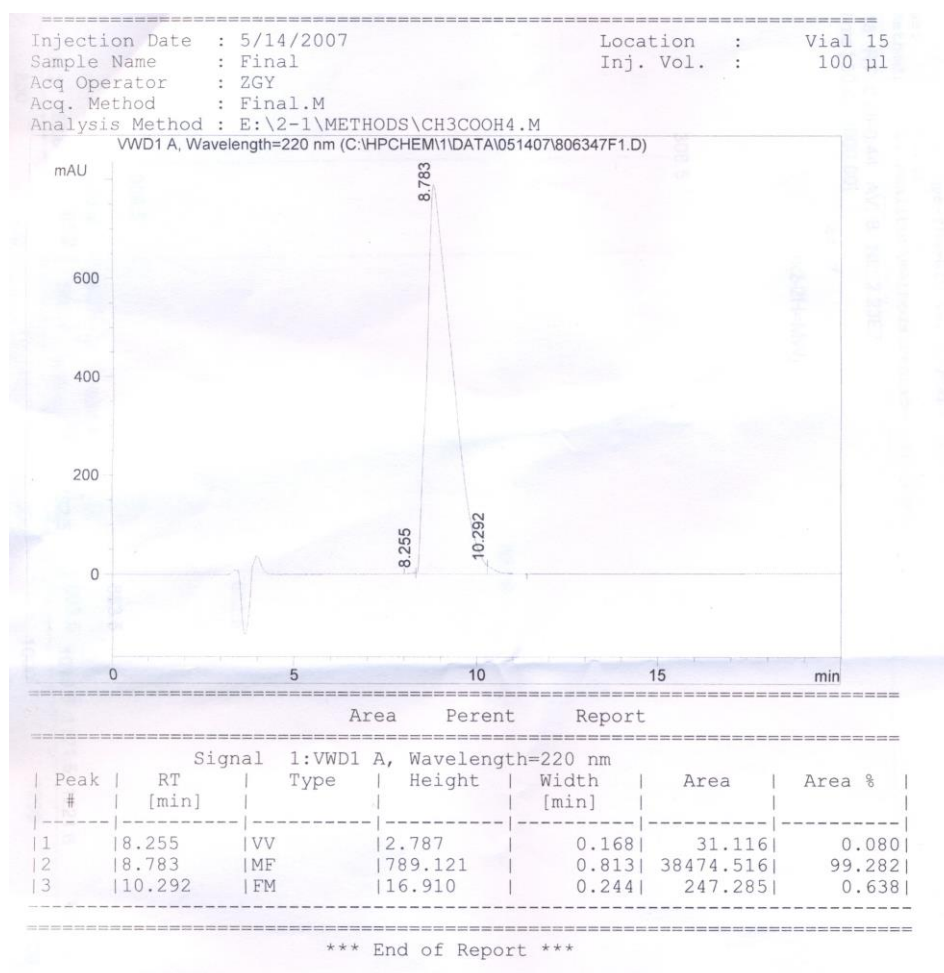 Injection Date : 5/14/2007 Location : Vial 15
Sample Name : Final Inj. Vol. : 100 µl
Acq Operator : ZGY
Acq. Method : Final.M
Analysis Method : E:\2-1\METHODS\CH3COOH4.M
VWD1 A, Wavelength=220 nm (C:\HPCHEM\1\DATA\051407\806347F1.D)
mAU
8.783
600
400
200
8.255
10.292
0
0 5 10 15 min
Area Perent Report
Signal 1:VWD1 A, Wavelength=220 nm
| Peak | RT | Type | Height | Width | Area | Area % |
| # | [min] | | | [min] | | |
|1 |8.255 |VV |2.787 | 0.168| 31.116| 0.080|
|2 |8.783 |MF |789.121 | 0.813| 38474.516| 99.282|
|3 |10.292 |FM |16.910 | 0.244| 247.285| 0.638|
*** End of Report ***